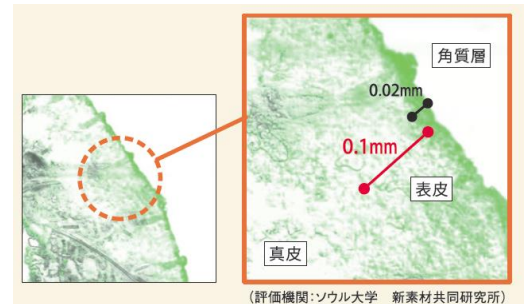 角質層
0.02mm
0.1mm
表皮
真皮
(評価機関:ソウル大学　新素材共同研究所)